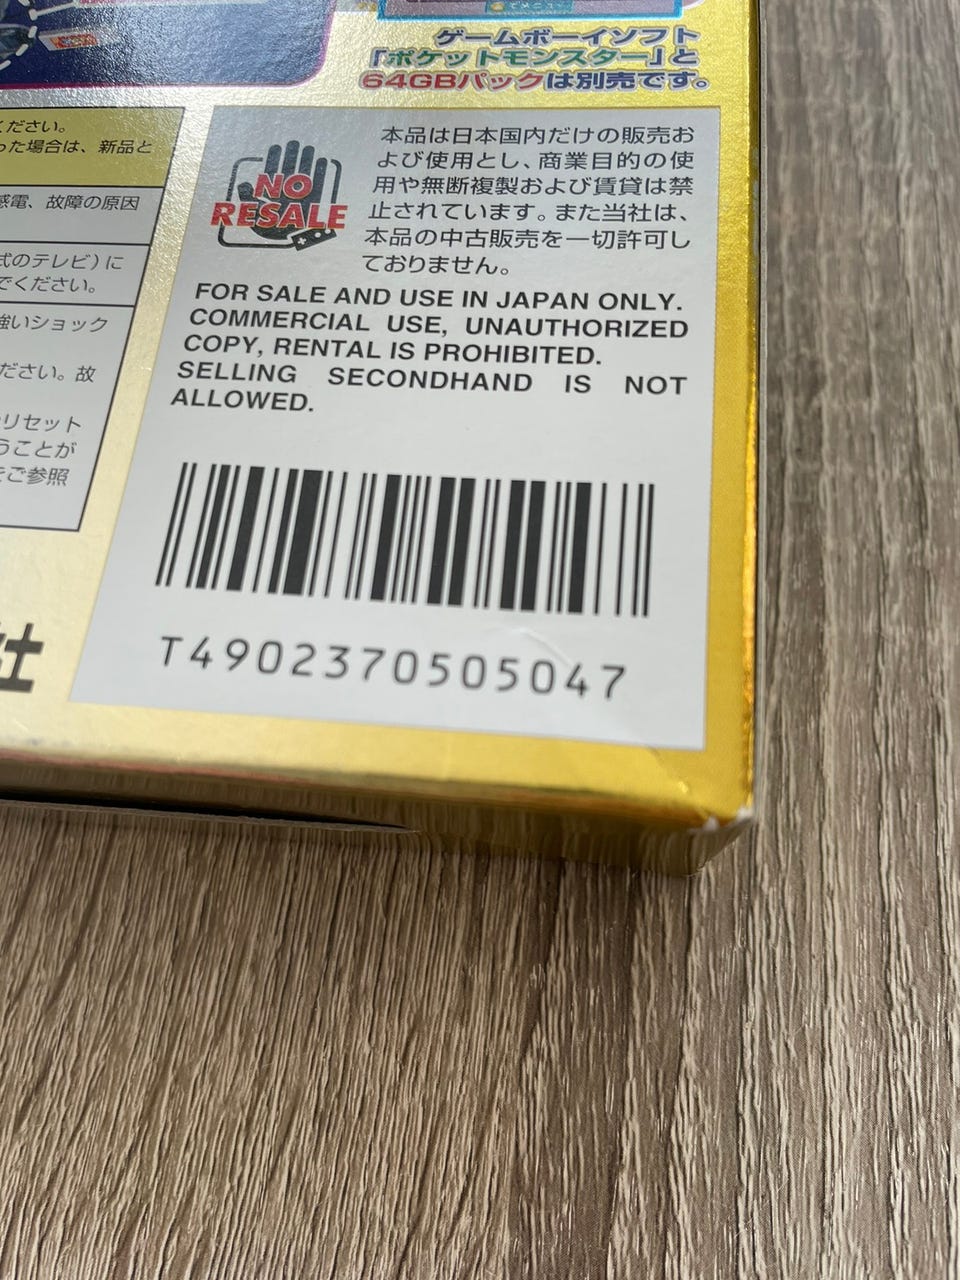 ゲームボーイソフト
「ポケットモンスター」と
64GBパックは別売です。
ください。
った場合は、新品と
感電、故障の原因
式のテレビ)に
でください。
強いショック
ださい。故
リセット
うことが
をご参照
社
NO
RESALE
本品は日本国内だけの販売お
よび使用とし、商業目的の使
用や無断複製および賃貸は禁
止されています。また当社は、
本品の中古販売を一切許可し
ておりません。
FOR SALE AND USE IN JAPAN ONLY.
COMMERCIAL USE, UNAUTHORIZED
COPY, RENTAL IS PROHIBITED.
SELLING SECONDHAND IS NOT
ALLOWED.
T4902370505047